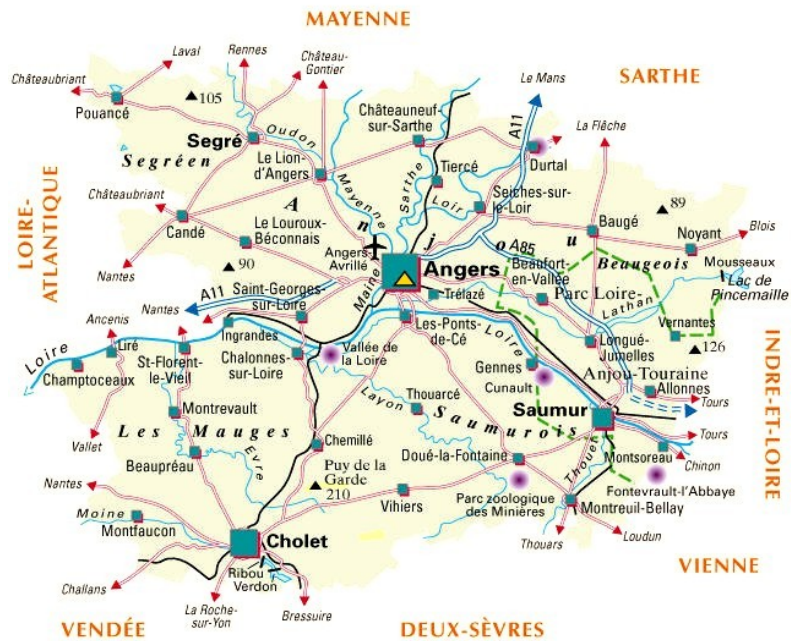 MAYENNE
SARTHE
LOIRE-
ATLANTIQUE
INDRE-ET-LOIRE
VIENNE
VENDÉE
DEUX-SÈVRES
Châteaubriant
Laval
Rennes
Château-
Gontier
Le Mans
La Flèche
105
Pouancé
Segré
Oudon
Châteauneuf-
sur-Sarthe
A11
Durtal
Segréen
Le Lion-
d'Angers
Mayenne
Sarthe
Tiercé
Loir
Seiches-sur-
le-Loir
Châteaubriant
Candé
A n j o u
Le Louroux-
Béconnais
Angers-
Avrillé
Baugé
89
Noyant
Blois
Nantes
90
Angers
Maine
A85
Beaufort-
en-Vallée
Beaugeois
Mousseaux
Lac de
Pincemaille
A11
Nantes
Saint-Georges-
sur-Loire
Trélazé
Parc Loire-
Anjou-Touraine
Lathan
Vernantes
126
Ancenis
Loire
Liré
Champtoceaux
St-Florent-
le-Vieil
Ingrandes
Chalonnes-
sur-Loire
Vallée de
la Loire
Les-Ponts-
de-Cé
Loire
Gennes
Cunault
Longué-
Jumelles
Allonnes
Tours
Montrevault
Vallet
Les Mauges
Layon
Thouarcé
Saumurois
Saumur
Tours
Chinon
Beaupréau
Evre
Chemillé
Doué-la-Fontaine
Thouet
Montsoreau
Fontevrault-l'Abbaye
Nantes
Puy de la
Garde
210
Vihiers
Parc zoologique
des Minières
Montreuil-Bellay
Moine
Montfaucon
Cholet
Thouars
Loudun
Ribou
Verdon
Challans
La Roche-
sur-Yon
Bressuire